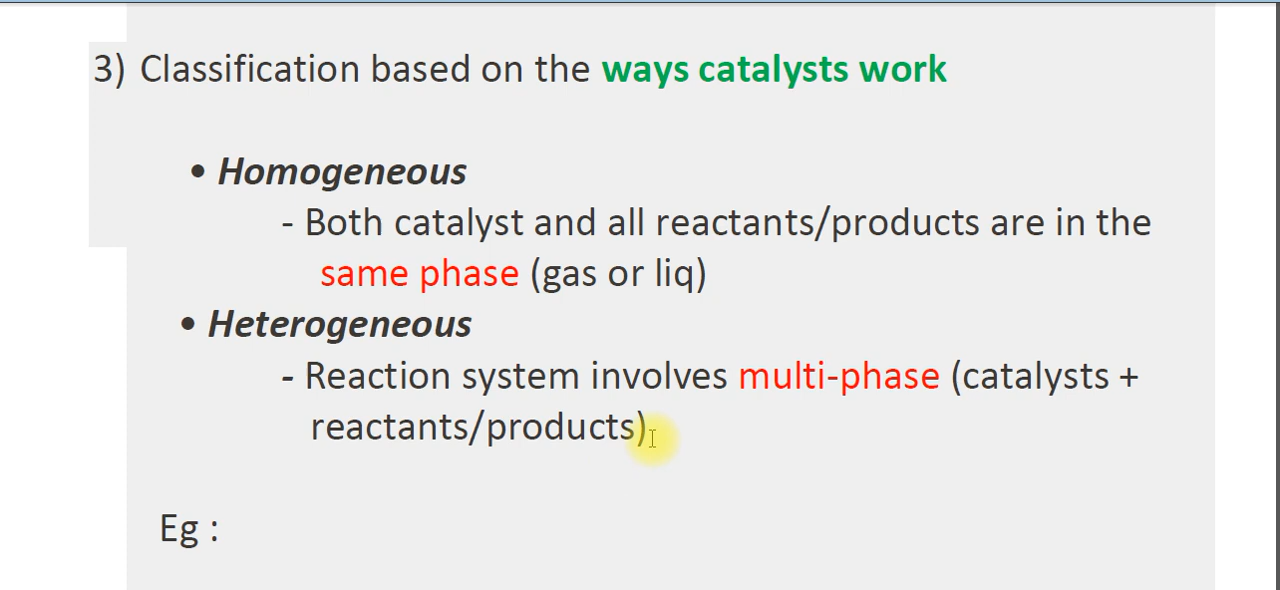 3) Classification based on the ways catalysts work
• Homogeneous
- Both catalyst and all reactants/products are in the
same phase (gas or liq)
• Heterogeneous
- Reaction system involves multi-phase (catalysts +
reactants/products)
Eg :